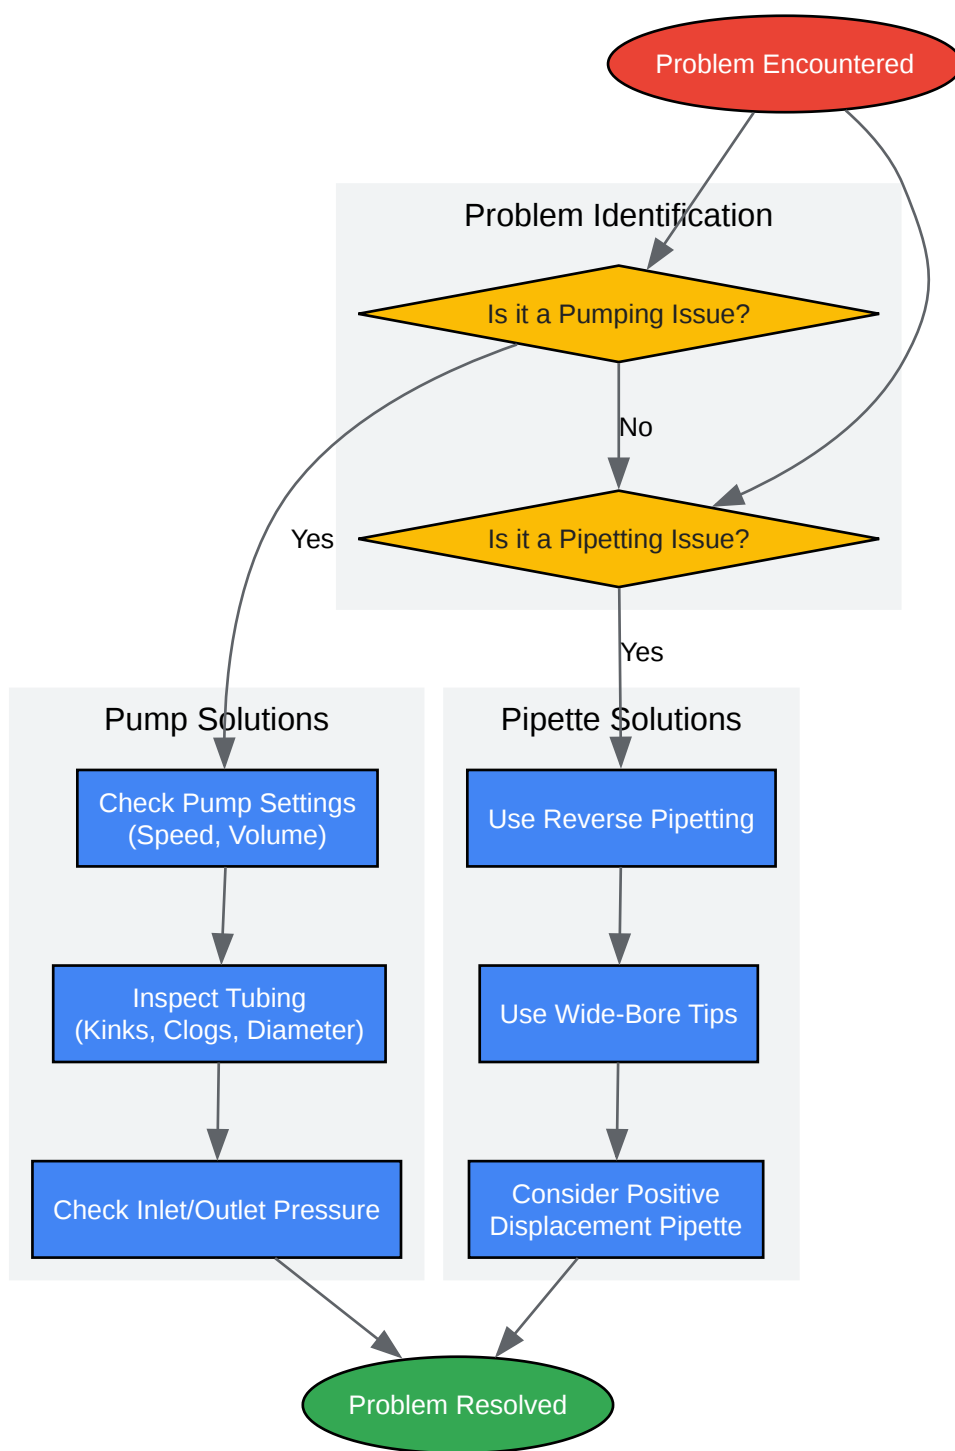 Problem Encountered
Problem Identification
Is it a Pumping Issue?
No
Yes
Is it a Pipetting Issue?
Yes
Pump Solutions
Check Pump Settings
(Speed, Volume)
Inspect Tubing
(Kinks, Clogs, Diameter)
Check Inlet/Outlet Pressure
Pipette Solutions
Use Reverse Pipetting
Use Wide-Bore Tips
Consider Positive
Displacement Pipette
Problem Resolved